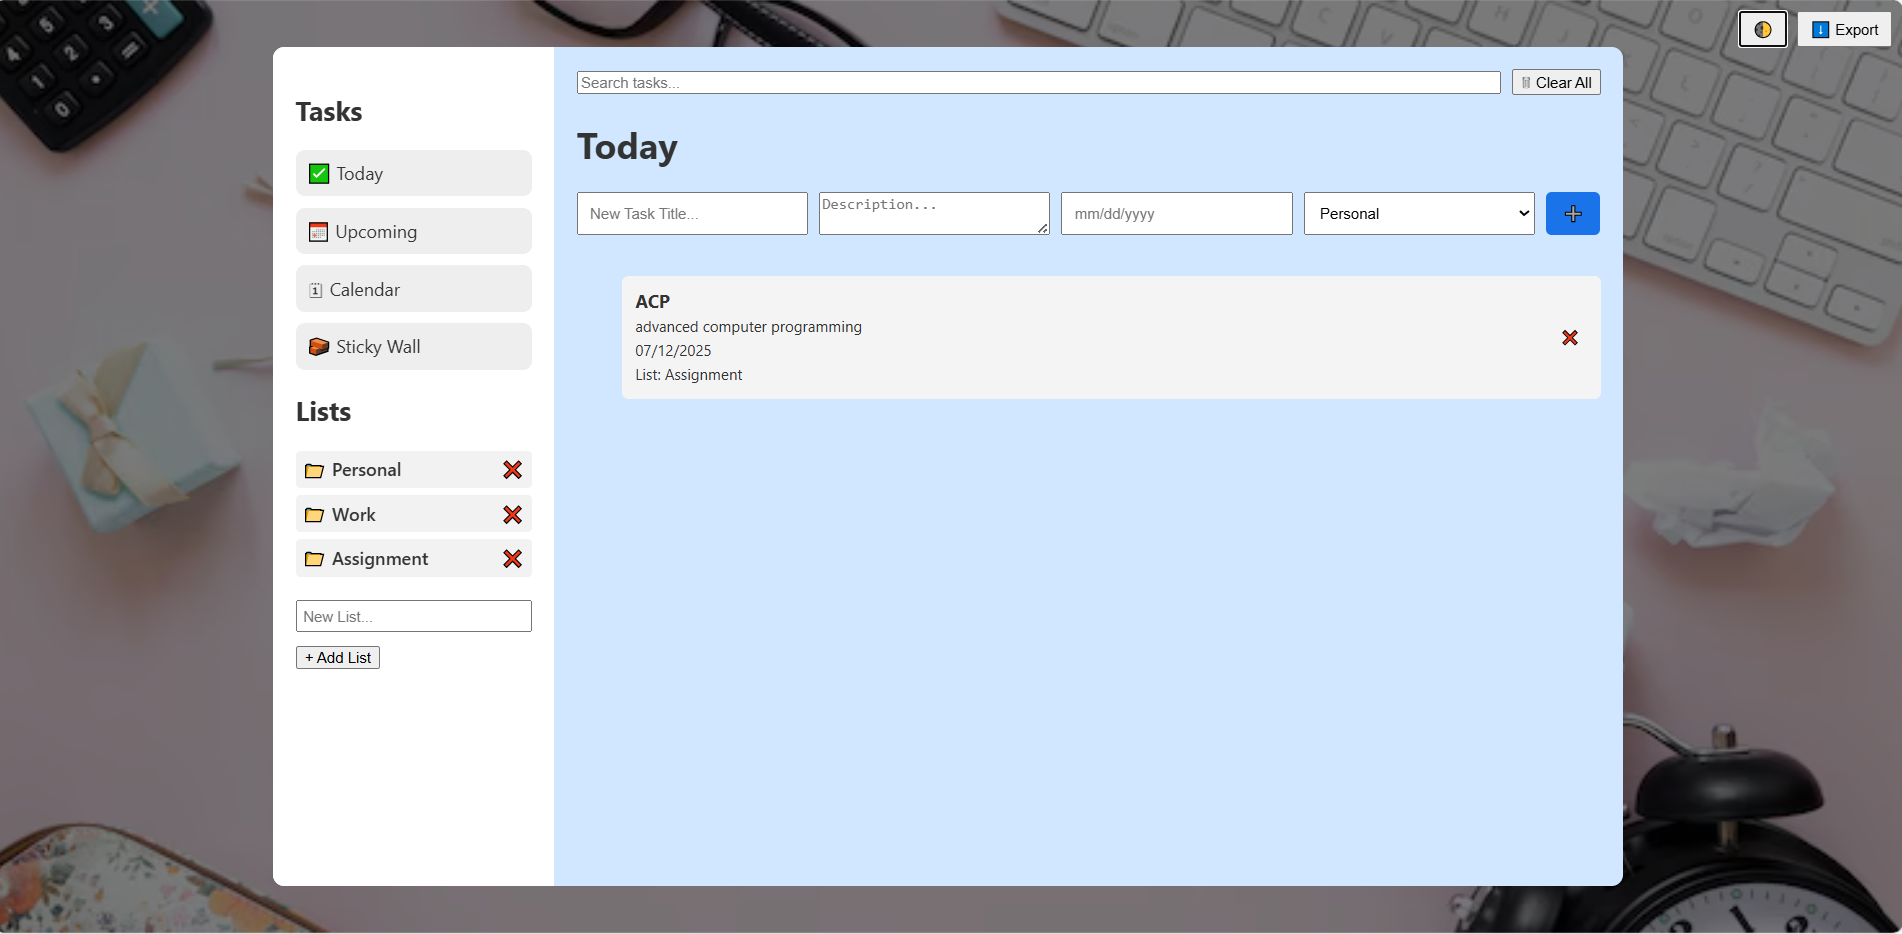 Export
Search tasks...
Clear All
Tasks
Today
Upcoming
Calendar
Sticky Wall
Lists
Personal
Work
Assignment
New List...
+ Add List
Today
New Task Title...
Description...
mm/dd/yyyy
Personal
ACP
advanced computer programming
07/12/2025
List: Assignment